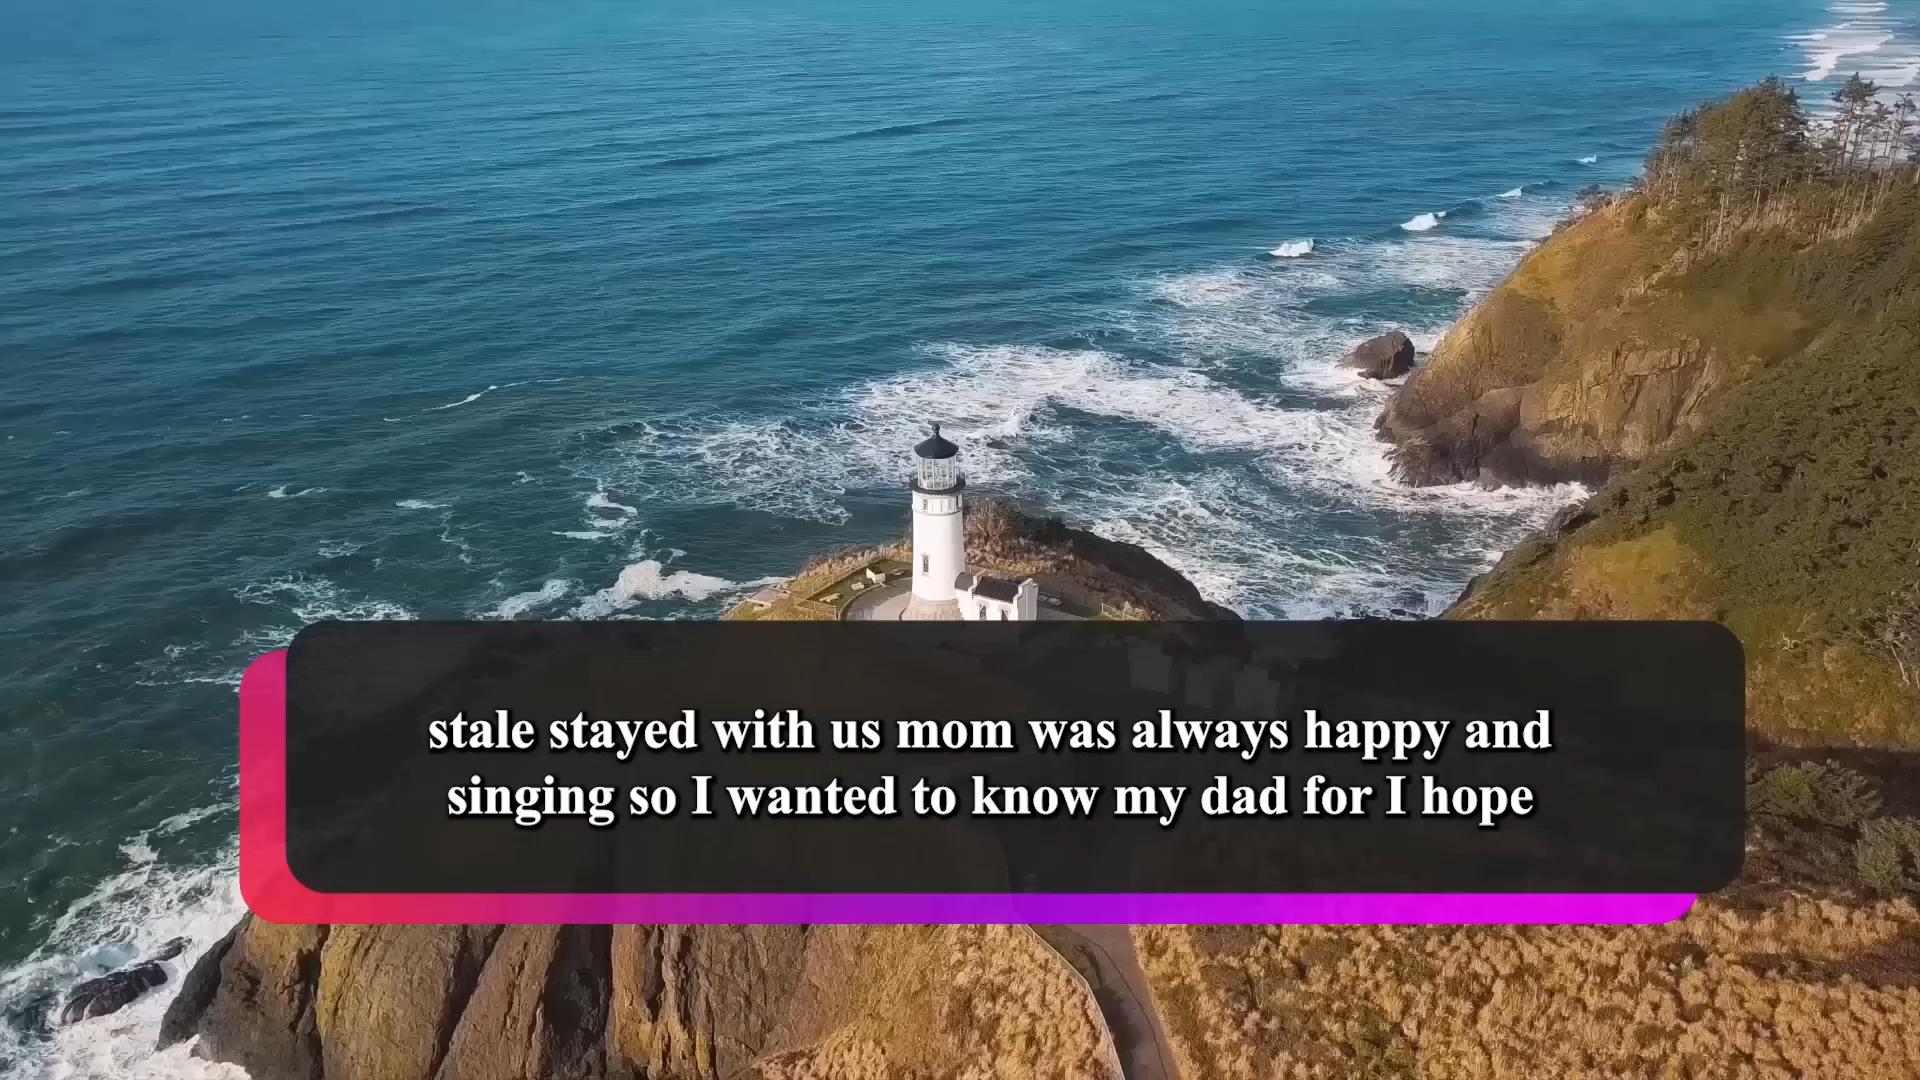 stale stayed with us mom was always happy and
singing so I wanted to know my dad for I hope